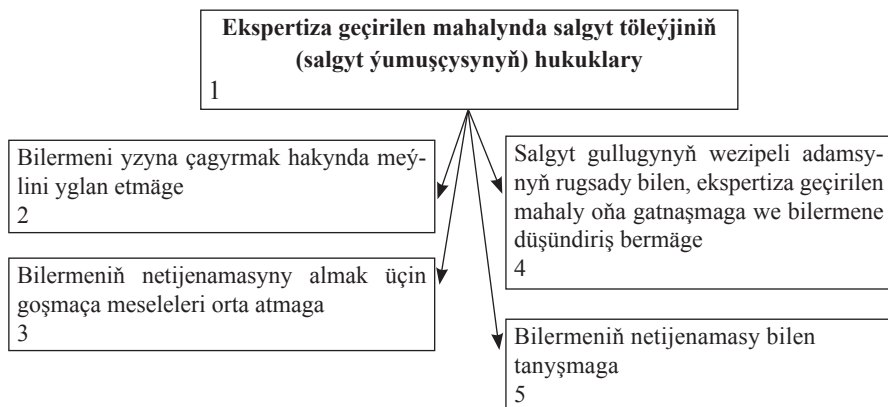 Ekspertiza geçirilen mahalynda salgyt töleýjiniň
(salgyt ýumuşçysynyň) hukuklary
1
Bilermeni yzyna çagyrmak hakynda meý-
lini yglan etmäge
2
Bilermeniň netijenamasyny almak üçin
goşmaça meseleleri orta atmaga
3
Salgyt gullugynyň wezipeli adamsy-
nyň rugsady bilen, ekspertiza geçirilen
mahaly oňa gatnaşmaga we bilermene
düşündiriş bermäge
4
Bilermeniň netijenamasy bilen
tanyşmaga
5